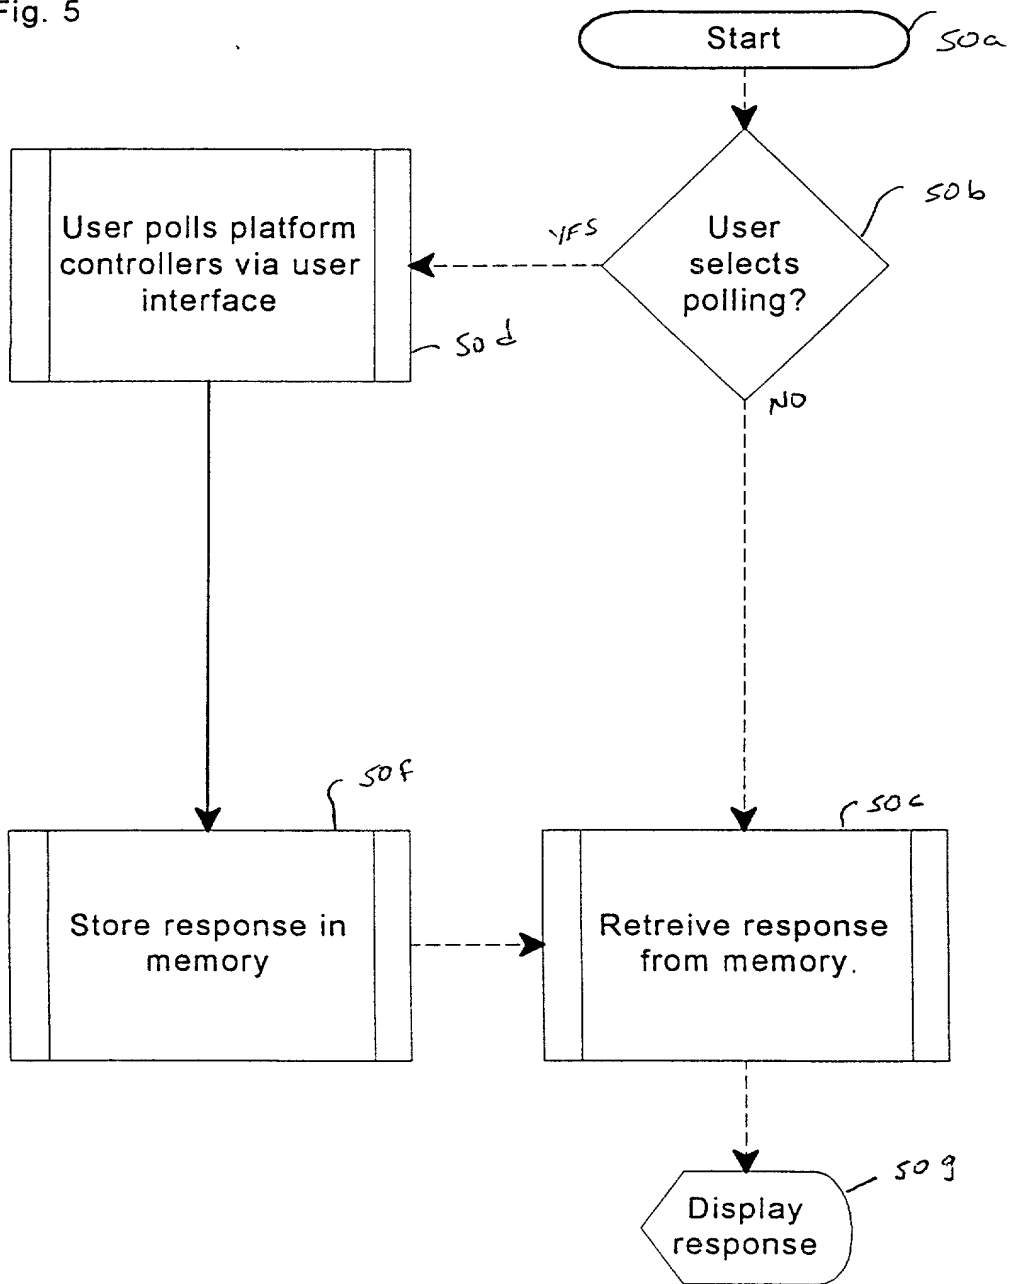 Fig. 5
Start
50a
User
selects
polling?
50b
YES
NO
User polls platform
controllers via user
interface
50d
Store response in
memory
50f
Retreive response
from memory.
50c
Display
response
50g